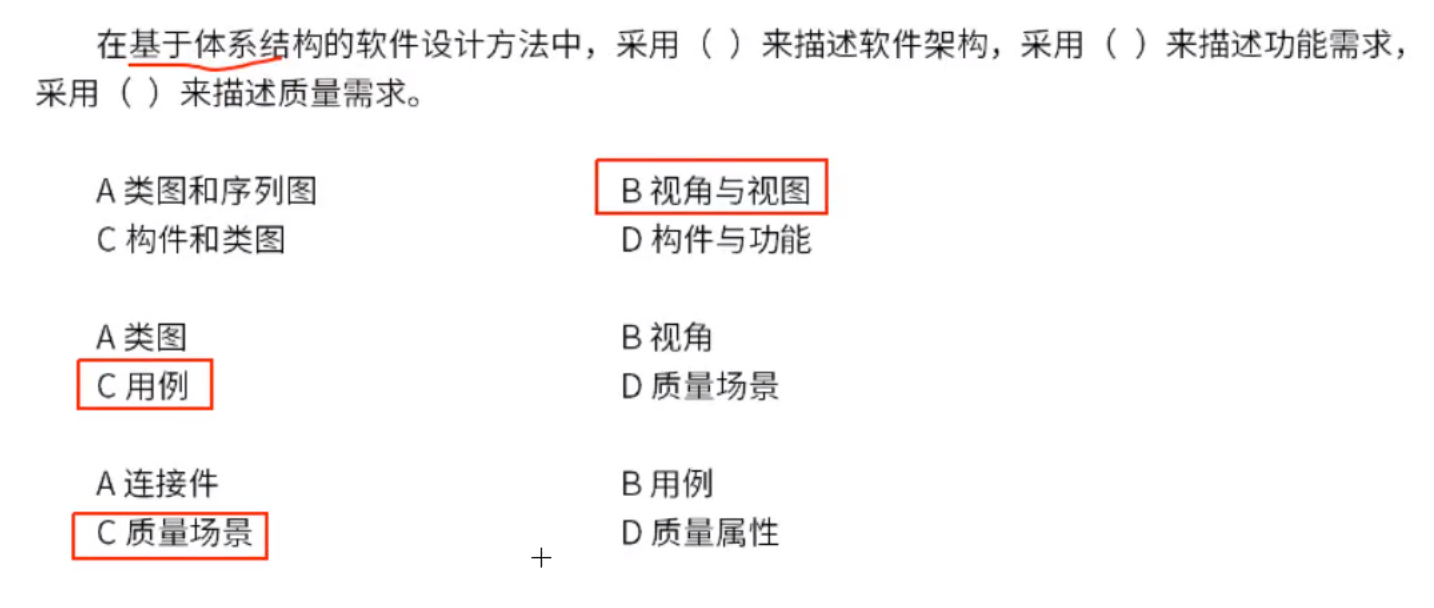 在基于体系结构的软件设计方法中，采用（ ）来描述软件架构，采用（ ）来描述功能需求，
采用（ ）来描述质量需求。
A 类图和序列图 B 视角与视图
C 构件和类图 D 构件与功能
A 类图 B 视角
C 用例 D 质量场景
A 连接件 B 用例
C 质量场景 D 质量属性